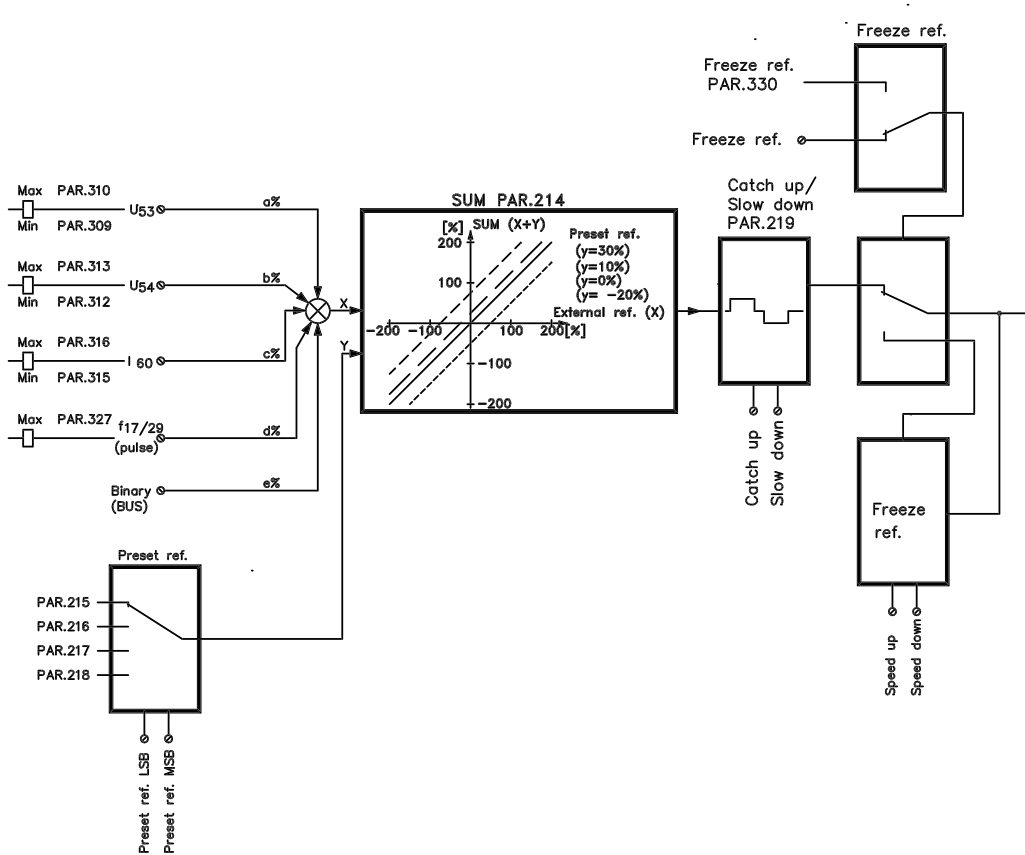 Freeze ref.
Freeze ref.
PAR.330
Freeze ref.
Max PAR.310
U53
a%
Min PAR.309
Max PAR.313
U54
b%
Min PAR.312
Max PAR.316
I 60
c%
Min PAR.315
Max PAR.327
f17/29
(pulse)
d%
Binary
(BUS)
e%
X
Y
SUM PAR.214
[%] SUM (X+Y)
200
100
-200 -100
100 200[%]
-100
-200
Preset ref.
(y=30%)
(y=10%)
(y=0%)
(y= -20%)
External ref. (X)
Catch up/
Slow down
PAR.219
Catch up
Slow down
Freeze
ref.
Speed up
Speed down
Preset ref.
PAR.215
PAR.216
PAR.217
PAR.218
Preset ref. LSB
Preset ref. MSB